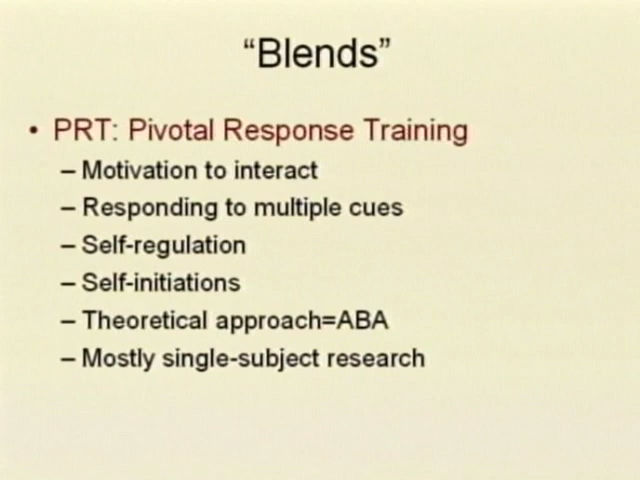 “Blends”
• PRT: Pivotal Response Training
– Motivation to interact
– Responding to multiple cues
– Self-regulation
– Self-initiations
– Theoretical approach=ABA
– Mostly single-subject research